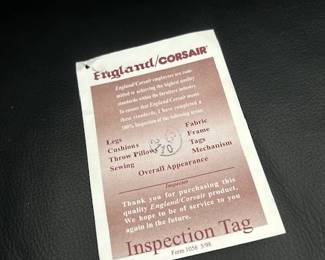 England/CORSAIR
England/Corsair employees are com-
mitted to achieving the highest quality
standards within the furniture industry.
To ensure that England/Corsair meets
these standards, I have completed a
100% Inspection of the following areas:
Legs Fabric
Cushions Frame
Throw Pillows Tags
Sewing Mechanism
Overall Appearance
Inspector
Thank you for purchasing this
quality England/Corsair product.
We hope to be of service to you
again in the future.
Inspection Tag
Form 1056 5/98